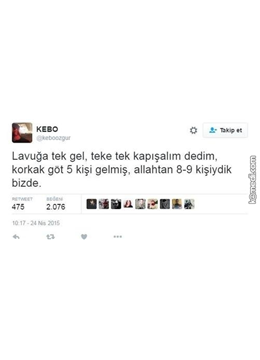 KEBO
@keboozgur
Takip et
Lavuğa tek gel, teke tek kapışalım dedim,
korkak göt 5 kişi gelmiş, allahtan 8-9 kişiydik
bizde.
RETWEET
BEĞENİ
475
2.076
10:17 - 24 Nis 2015